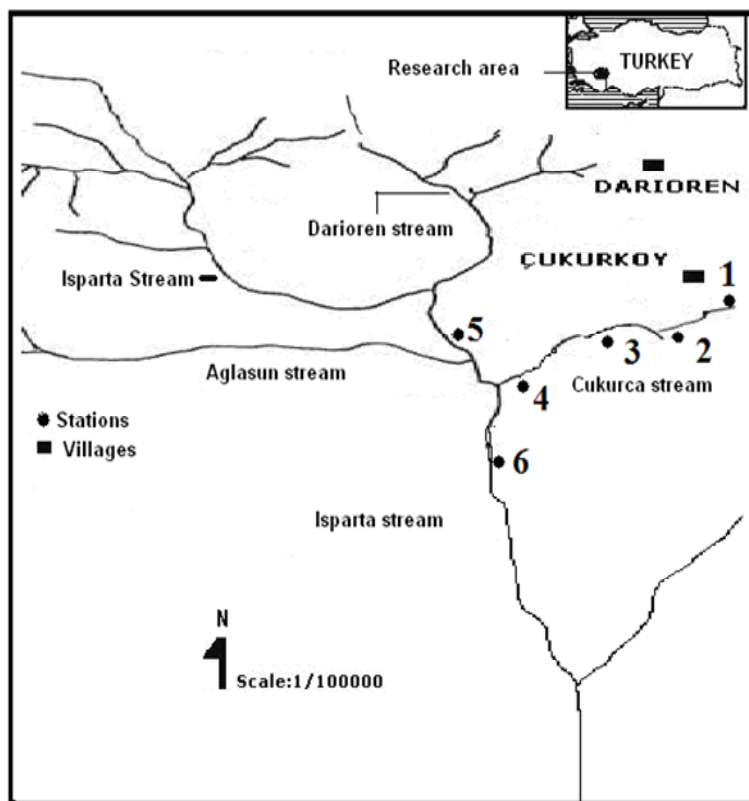 TURKEY
Research area
DARIOREN
Darioren stream
ÇUKURKOY
Isparta Stream
1
5
3
2
Aglasun stream
Cukurca stream
4
Stations
Villages
6
Isparta stream
N
Scale:1/100000